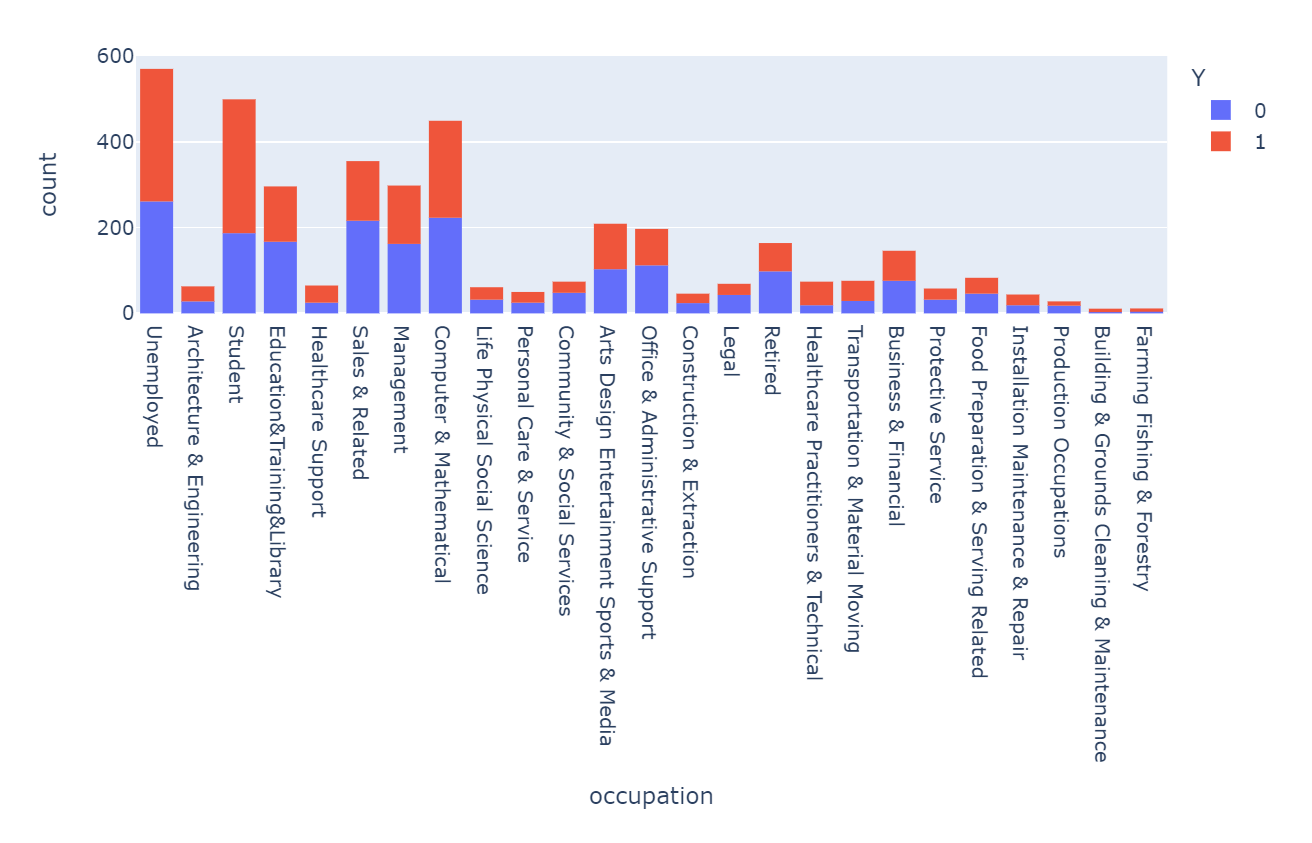 600
400
200
0
count
Y
0
1
Unemployed
Architecture & Engineering
Student
Education&Training&Library
Healthcare Support
Sales & Related
Management
Computer & Mathematical
Life Physical Social Science
Personal Care & Service
Community & Social Services
Arts Design Entertainment Sports & Media
Office & Administrative Support
Construction & Extraction
Legal
Retired
Healthcare Practitioners & Technical
Transportation & Material Moving
Business & Financial
Protective Service
Food Preparation & Serving Related
Installation Maintenance & Repair
Production Occupations
Building & Grounds Cleaning & Maintenance
Farming Fishing & Forestry
occupation